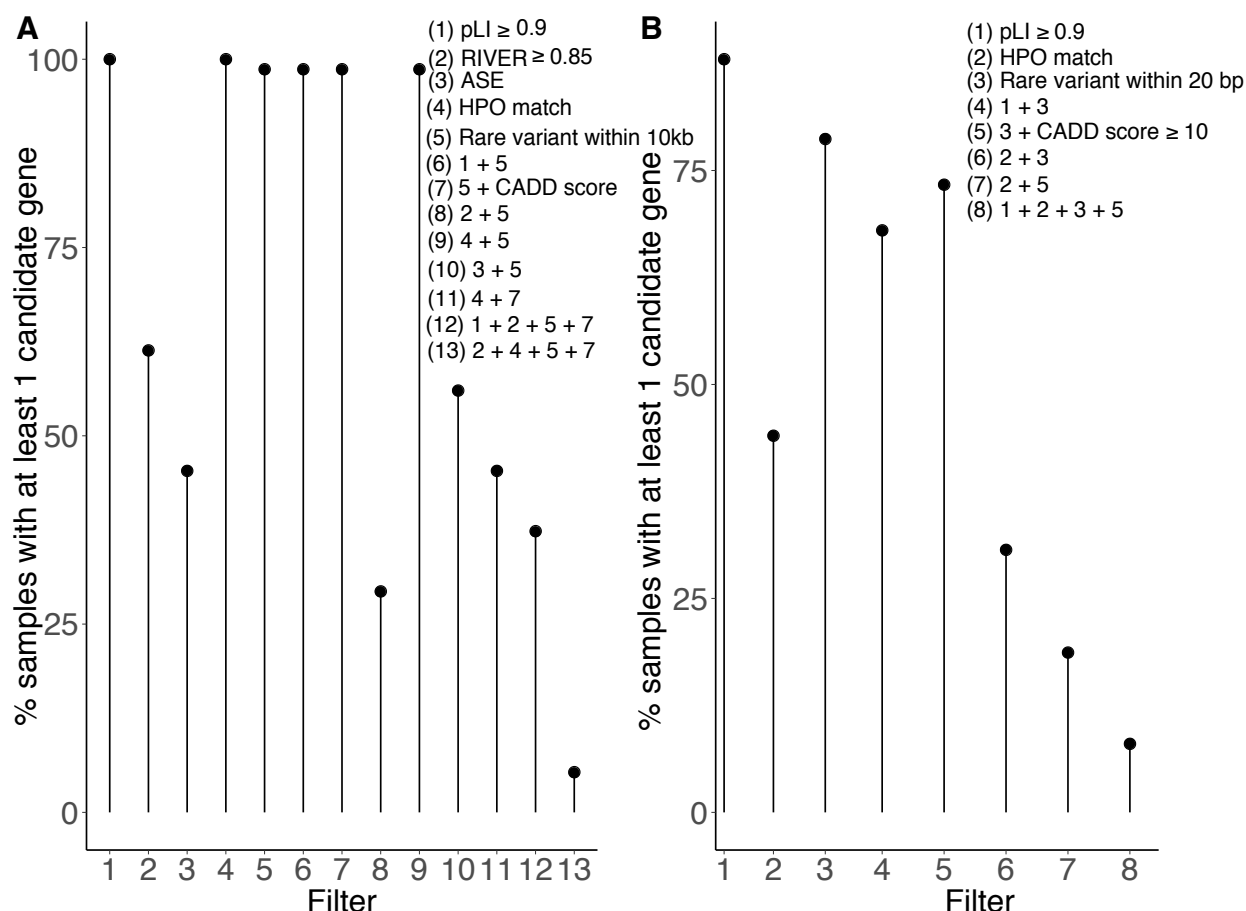 A
% samples with at least 1 candidate gene
100
75
50
25
0
(1) pLI ≥ 0.9
(2) RIVER ≥ 0.85
(3) ASE
(4) HPO match
(5) Rare variant within 10kb
(6) 1 + 5
(7) 5 + CADD score
(8) 2 + 5
(9) 4 + 5
(10) 3 + 5
(11) 4 + 7
(12) 1 + 2 + 5 + 7
(13) 2 + 4 + 5 + 7
1 2 3 4 5 6 7 8 9 10 11 12 13
Filter
B
% samples with at least 1 candidate gene
75
50
25
0
(1) pLI ≥ 0.9
(2) HPO match
(3) Rare variant within 20 bp
(4) 1 + 3
(5) 3 + CADD score ≥ 10
(6) 2 + 3
(7) 2 + 5
(8) 1 + 2 + 3 + 5
1 2 3 4 5 6 7 8
Filter